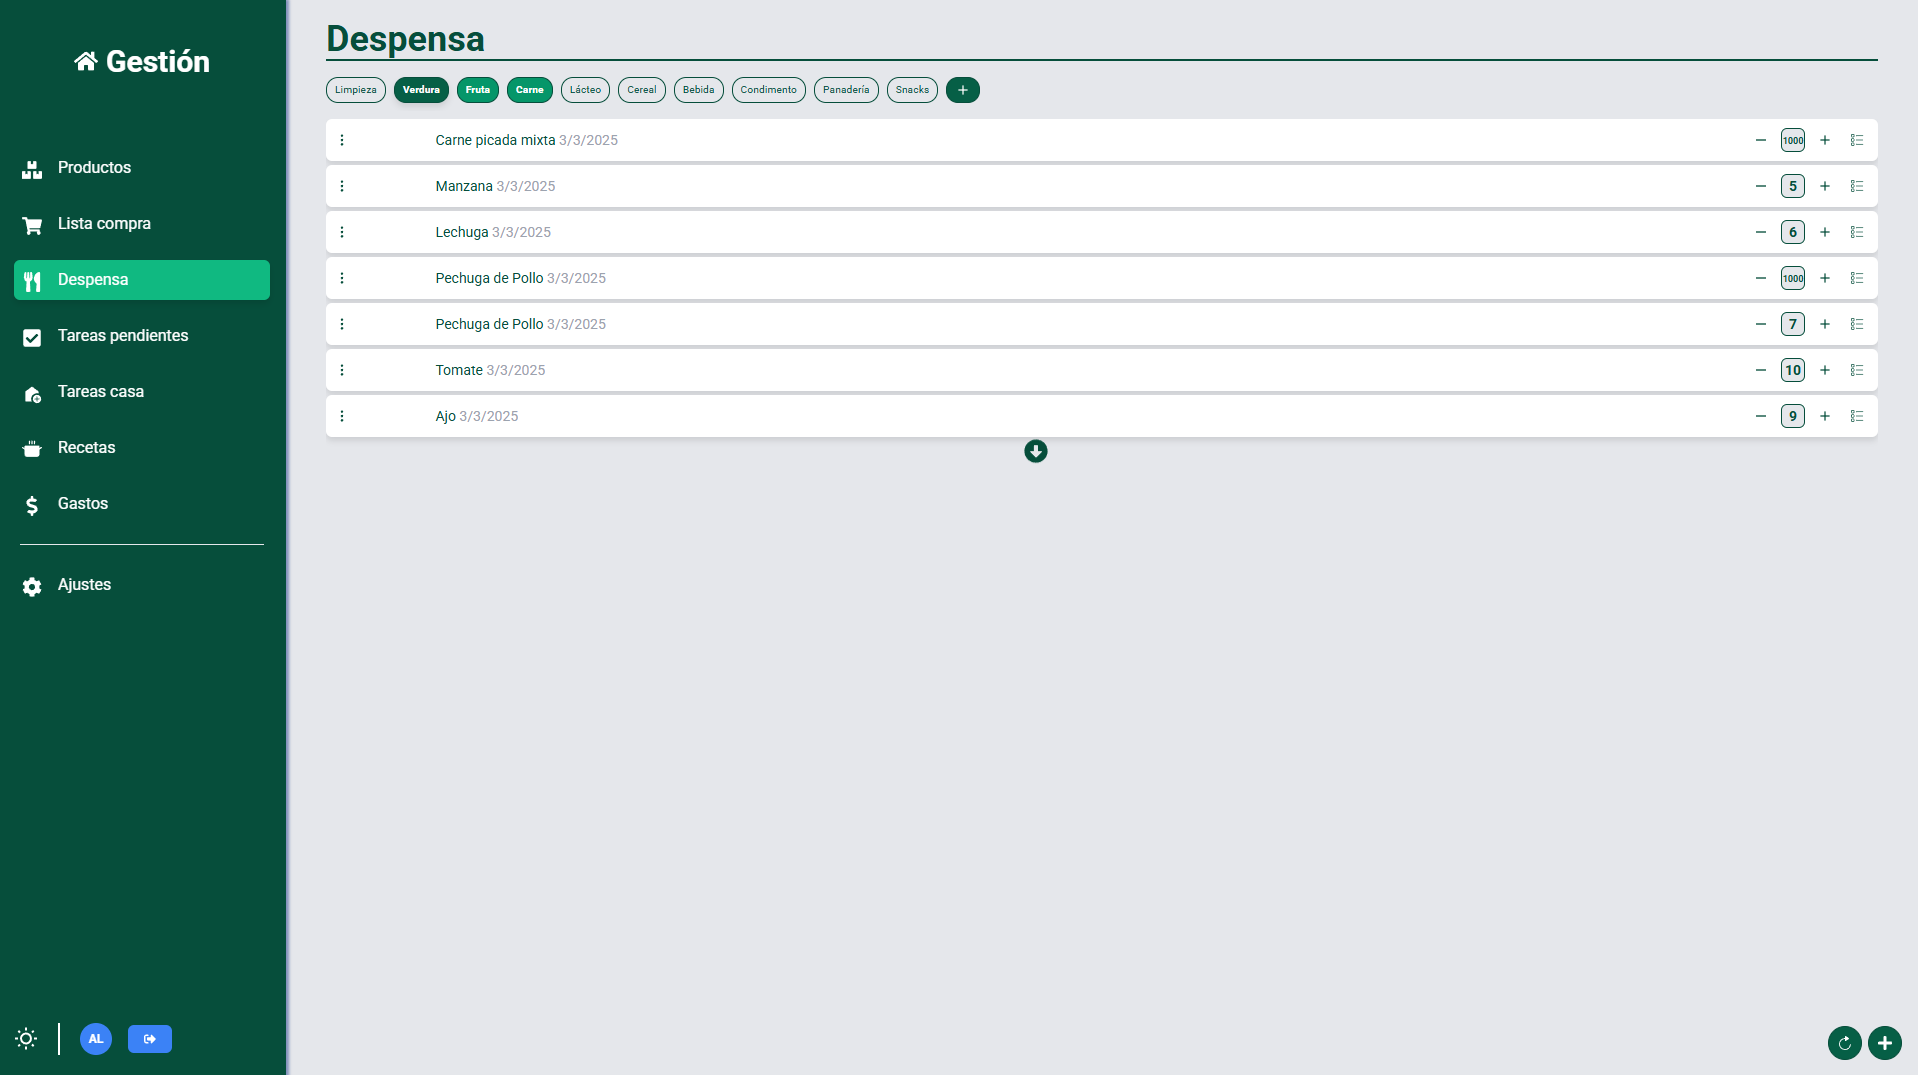 Gestión
Productos
Lista compra
Despensa
Tareas pendientes
Tareas casa
Recetas
Gastos
Ajustes
AL
Despensa
Limpieza Verdura Fruta Carne Lácteo Cereal Bebida Condimento Panadería Snacks +
Carne picada mixta 3/3/2025 − 1000 +
Manzana 3/3/2025 − 5 +
Lechuga 3/3/2025 − 6 +
Pechuga de Pollo 3/3/2025 − 1000 +
Pechuga de Pollo 3/3/2025 − 7 +
Tomate 3/3/2025 − 10 +
Ajo 3/3/2025 − 9 +